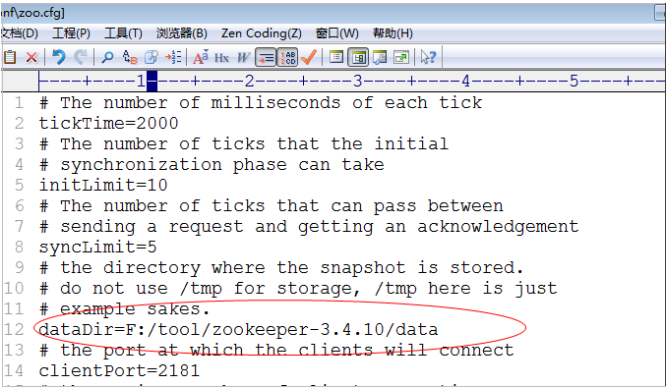 nf\zoo.cfg]
文档(D) 工程(P) 工具(T) 浏览器(B) Zen Coding(Z) 窗口(W) 帮助(H)
----+----1----+----2----+----3----+----4----+----5----+---
1 # The number of milliseconds of each tick
2 tickTime=2000
3 # The number of ticks that the initial
4 # synchronization phase can take
5 initLimit=10
6 # The number of ticks that can pass between
7 # sending a request and getting an acknowledgement
8 syncLimit=5
9 # the directory where the snapshot is stored.
10 # do not use /tmp for storage, /tmp here is just
11 # example sakes.
12 dataDir=F:/tool/zookeeper-3.4.10/data
13 # the port at which the clients will connect
14 clientPort=2181